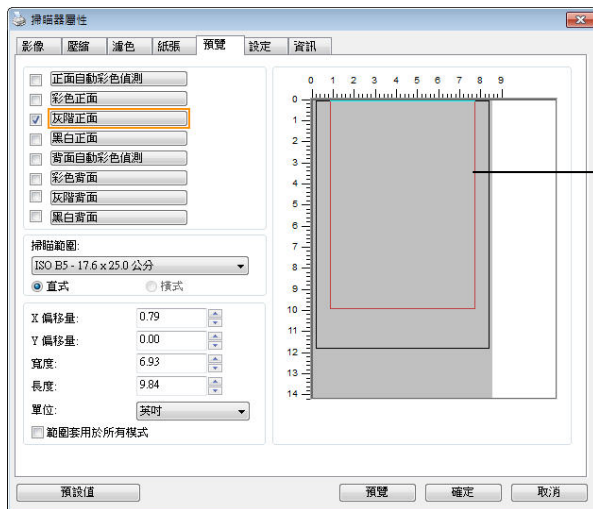 掃瞄器屬性
影像 壓縮 濾色 紙張 預覽 設定 資訊
正面自動彩色偵測
彩色正面
灰階正面
黑白正面
背面自動彩色偵測
彩色背面
灰階背面
黑白背面
掃瞄範圍:
ISO B5 - 17.6 x 25.0 公分
直式 橫式
X 偏移量: 0.79
Y 偏移量: 0.00
寬度: 6.93
長度: 9.84
單位: 英吋
範圍套用於所有模式
0 1 2 3 4 5 6 7 8 9
0
1
2
3
4
5
6
7
8
9
10
11
12
13
14
預設值 預覽 確定 取消